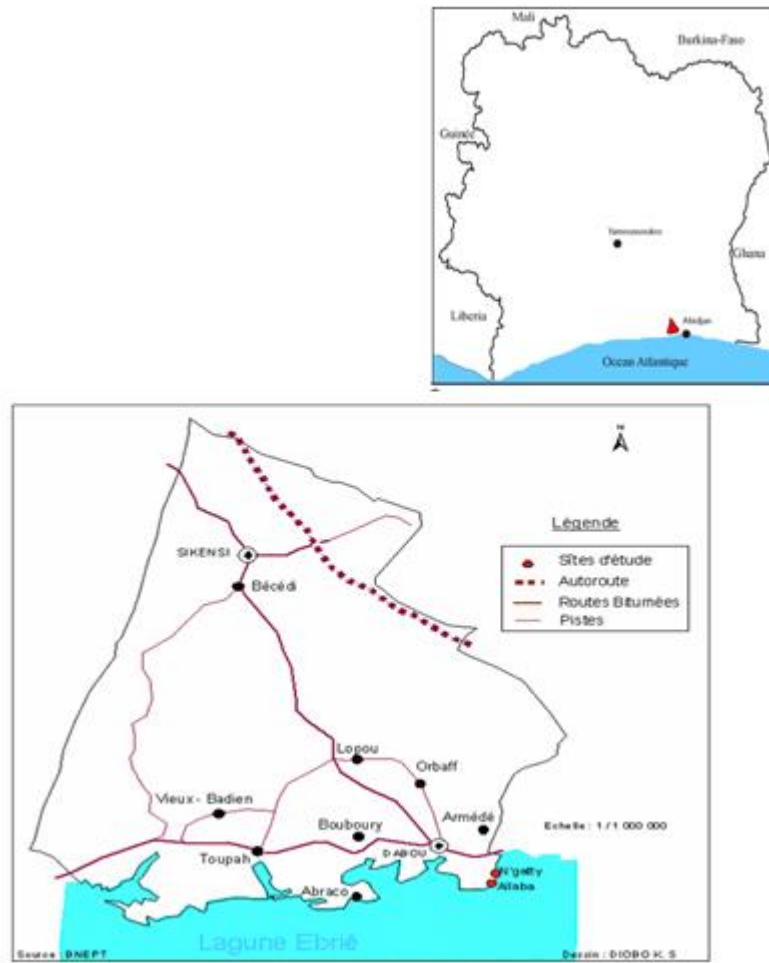 Mali
Burkina-Faso
Guinée
Yamoussoukro
Ghana
Abidjan
Liberia
Ocean Atlantique
N
Légende
SIKENSI
Sîtes d'étude
Autoroute
Bécédi
Routes Bitumées
Pistes
Lopou
Orbaff
Vieux - Badien
Armédé
Echelle : 1 / 1 000 000
Bouboury
DABOU
Toupah
N'gatty
Allaba
Abraco
Lagune Ebrié
Source : BNEPT
Dessin : DIOBO K. S